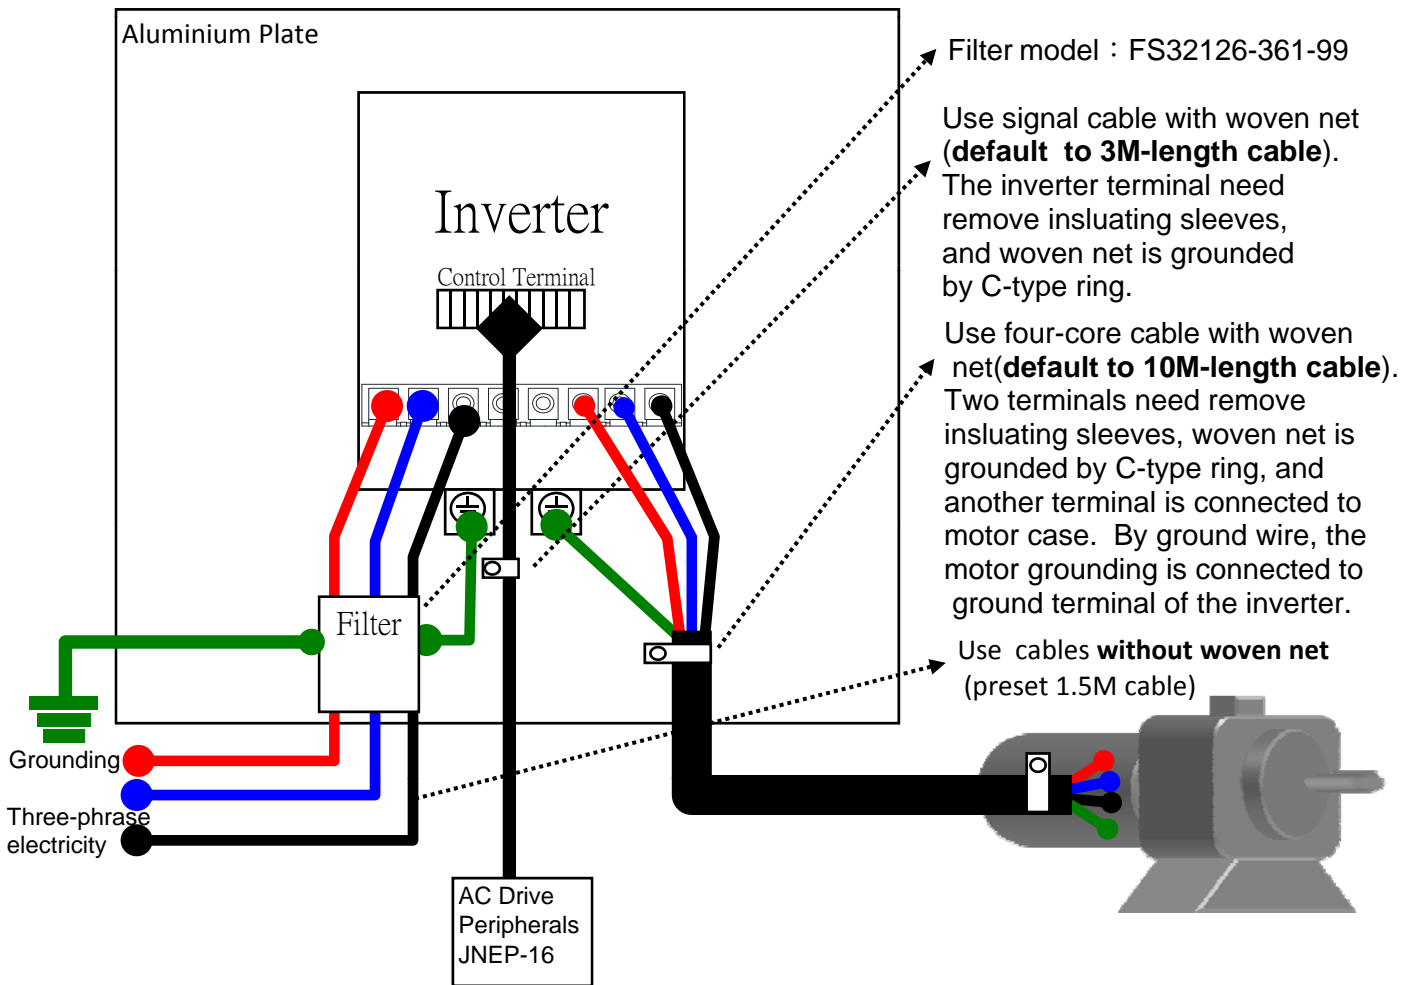 Aluminium Plate
Inverter
Control Terminal
Filter
Grounding
Three-phrase
electricity
AC Drive
Peripherals
JNEP-16
Filter model：FS32126-361-99
Use signal cable with woven net
(default  to 3M-length cable).
The inverter terminal need
remove insluating sleeves,
and woven net is grounded
by C-type ring.
Use four-core cable with woven
net(default to 10M-length cable).
Two terminals need remove
insluating sleeves, woven net is
grounded by C-type ring, and
another terminal is connected to
motor case.  By ground wire, the
motor grounding is connected to
ground terminal of the inverter.
Use  cables without woven net
(preset 1.5M cable)